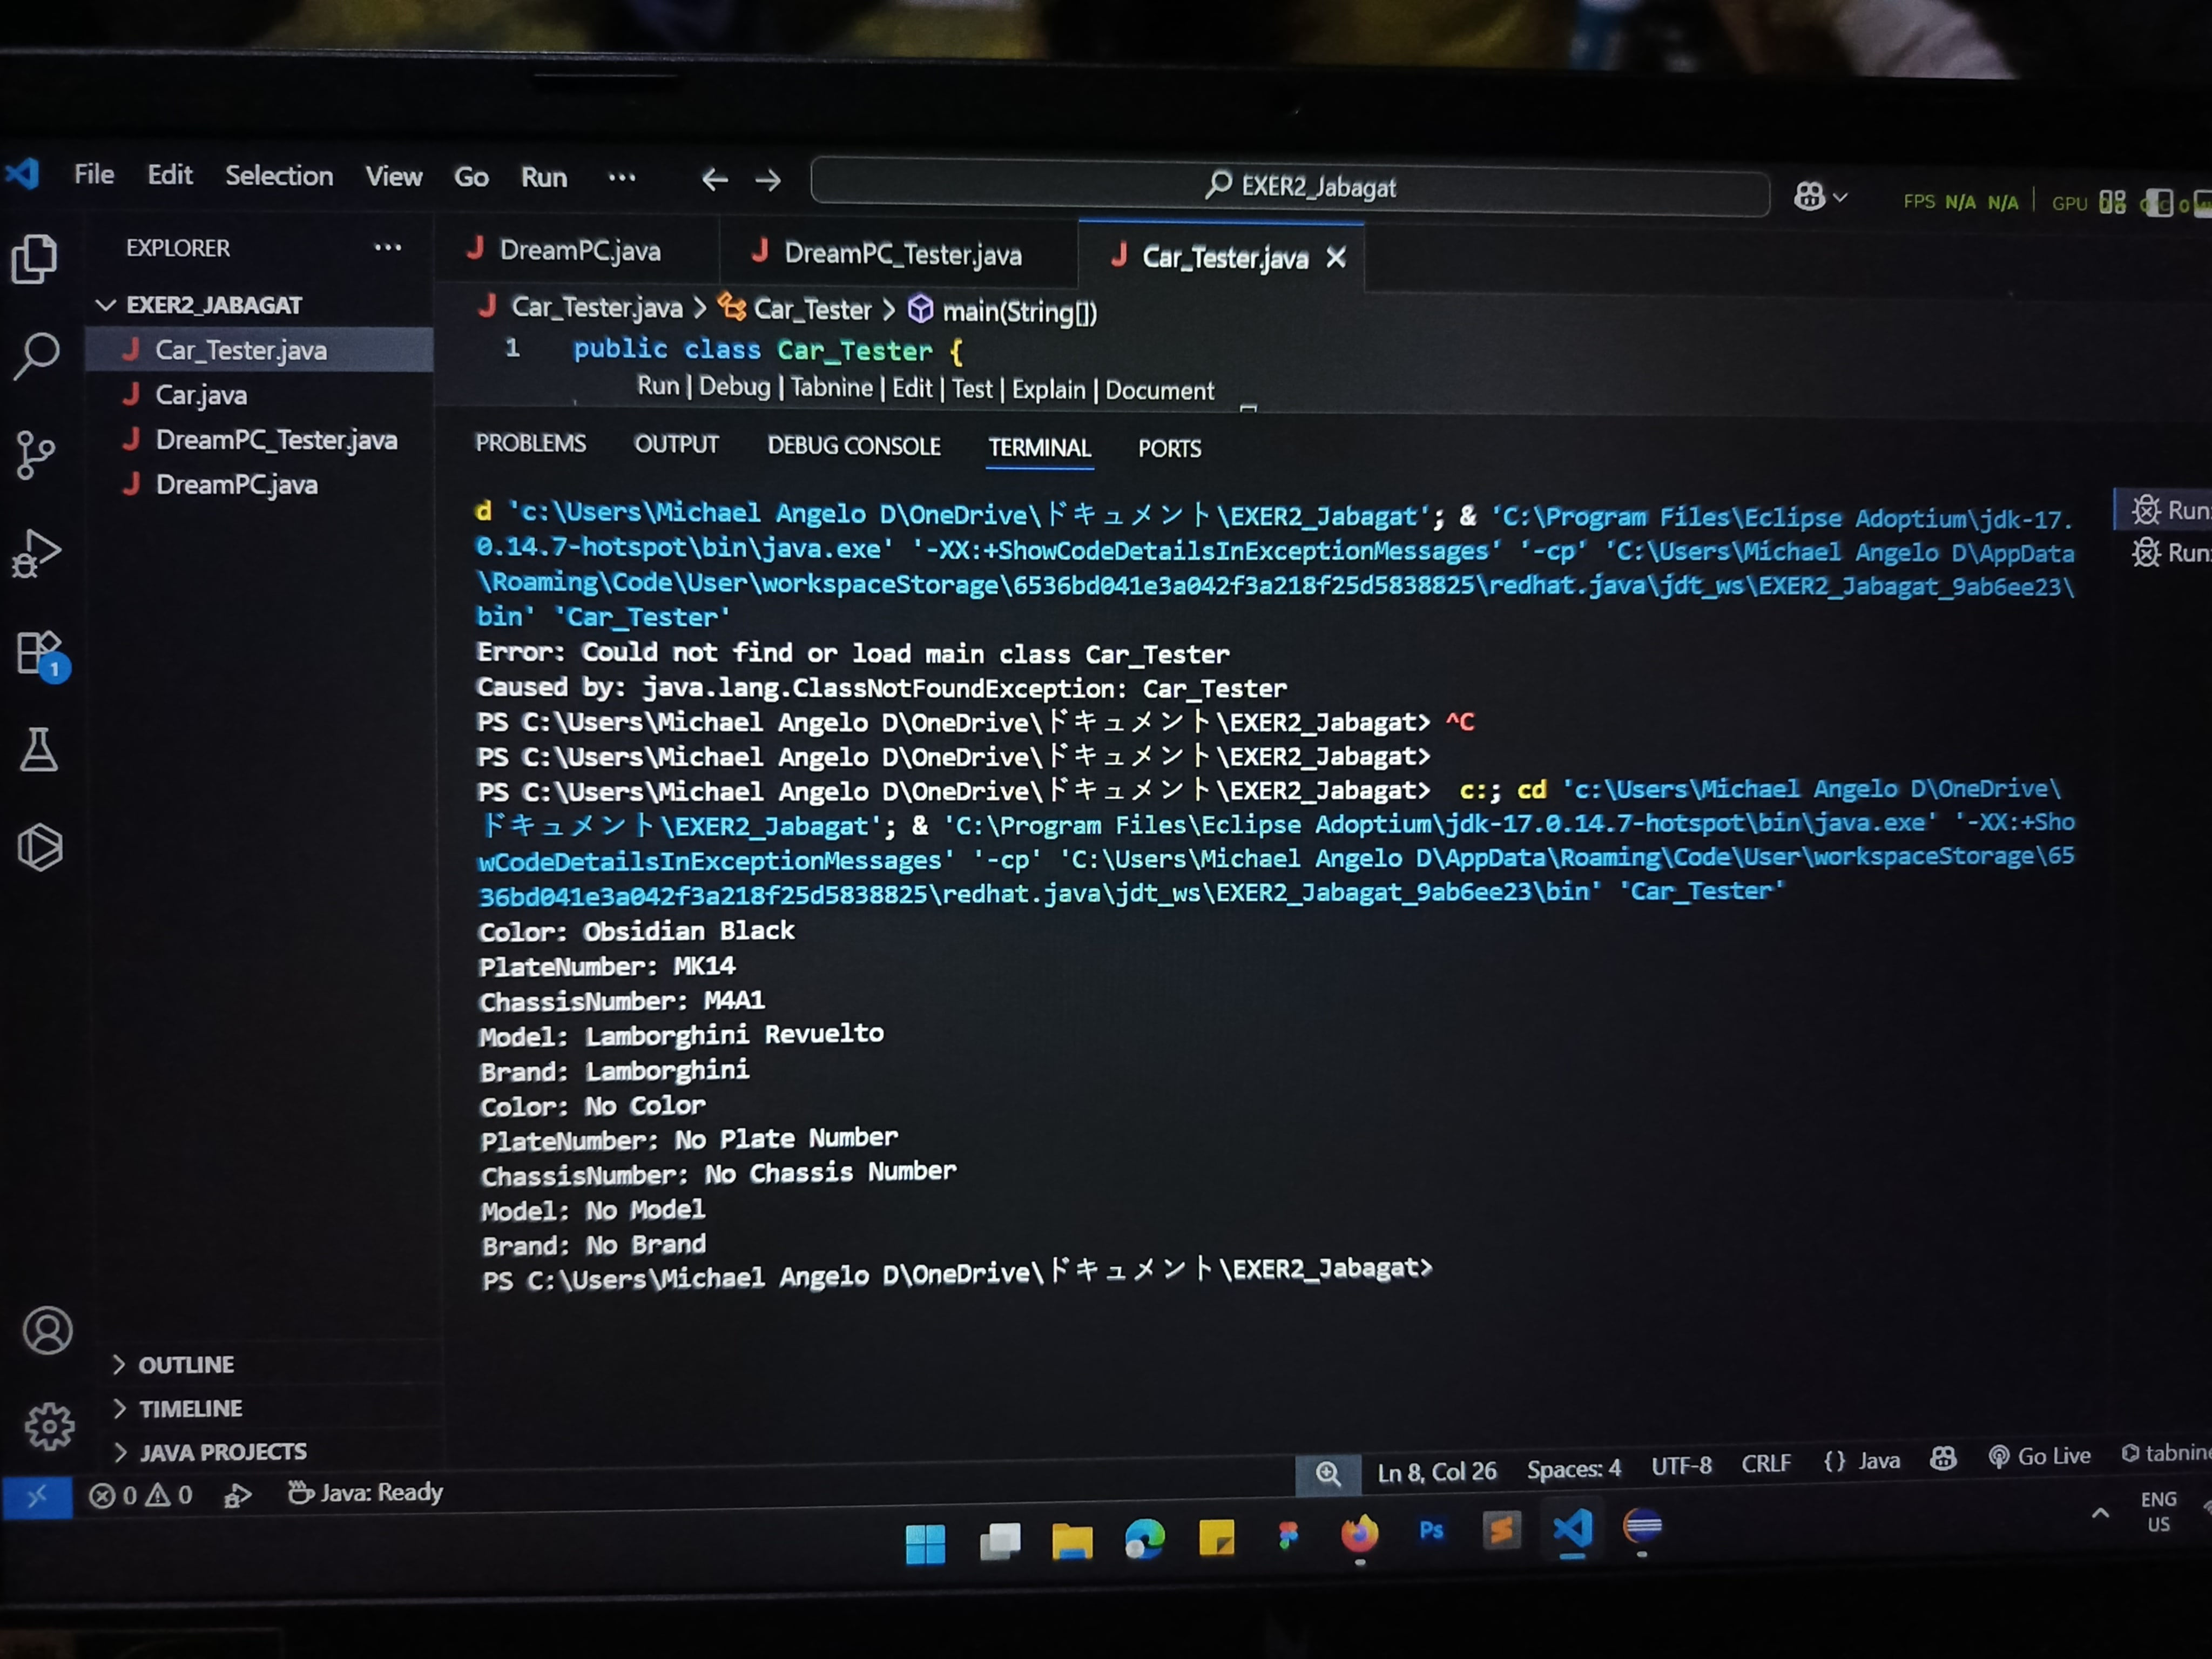 File Edit Selection View Go Run ··· EXER2_Jabagat FPS N/A N/A GPU
EXPLORER ···
DreamPC.java DreamPC_Tester.java Car_Tester.java
EXER2_JABAGAT
Car_Tester.java
Car.java
DreamPC_Tester.java
DreamPC.java
Car_Tester.java > Car_Tester > main(String[])
1 public class Car_Tester {
Run | Debug | Tabnine | Edit | Test | Explain | Document
PROBLEMS OUTPUT DEBUG CONSOLE TERMINAL PORTS
d 'c:\Users\Michael Angelo D\OneDrive\ドキュメント\EXER2_Jabagat'; & 'C:\Program Files\Eclipse Adoptium\jdk-17.
0.14.7-hotspot\bin\java.exe' '-XX:+ShowCodeDetailsInExceptionMessages' '-cp' 'C:\Users\Michael Angelo D\AppData
\Roaming\Code\User\workspaceStorage\6536bd041e3a042f3a218f25d5838825\redhat.java\jdt_ws\EXER2_Jabagat_9ab6ee23\
bin' 'Car_Tester'
Error: Could not find or load main class Car_Tester
Caused by: java.lang.ClassNotFoundException: Car_Tester
PS C:\Users\Michael Angelo D\OneDrive\ドキュメント\EXER2_Jabagat> ^C
PS C:\Users\Michael Angelo D\OneDrive\ドキュメント\EXER2_Jabagat>
PS C:\Users\Michael Angelo D\OneDrive\ドキュメント\EXER2_Jabagat>  c:; cd 'c:\Users\Michael Angelo D\OneDrive\
ドキュメント\EXER2_Jabagat'; & 'C:\Program Files\Eclipse Adoptium\jdk-17.0.14.7-hotspot\bin\java.exe' '-XX:+Sho
wCodeDetailsInExceptionMessages' '-cp' 'C:\Users\Michael Angelo D\AppData\Roaming\Code\User\workspaceStorage\65
36bd041e3a042f3a218f25d5838825\redhat.java\jdt_ws\EXER2_Jabagat_9ab6ee23\bin' 'Car_Tester'
Color: Obsidian Black
PlateNumber: MK14
ChassisNumber: M4A1
Model: Lamborghini Revuelto
Brand: Lamborghini
Color: No Color
PlateNumber: No Plate Number
ChassisNumber: No Chassis Number
Model: No Model
Brand: No Brand
PS C:\Users\Michael Angelo D\OneDrive\ドキュメント\EXER2_Jabagat>
Run
Run
1
OUTLINE
TIMELINE
JAVA PROJECTS
0 0 Java: Ready Ln 8, Col 26 Spaces: 4 UTF-8 CRLF {} Java Go Live tabnine
Ps
ENG
US